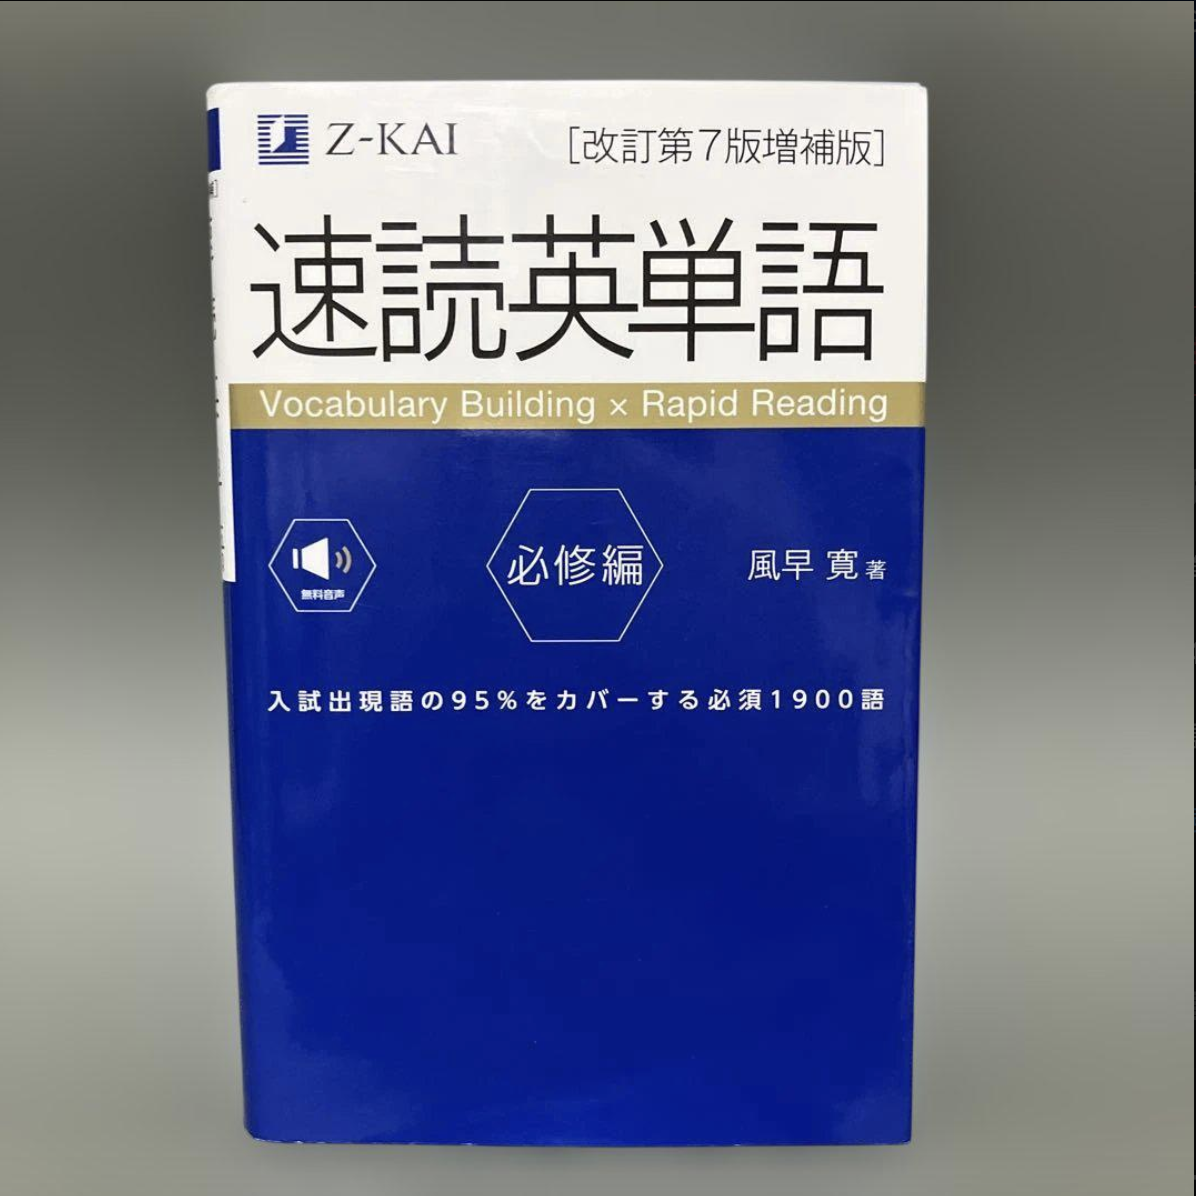 Z-KAI
[改訂第7版増補版]
速読英単語
Vocabulary Building × Rapid Reading
無料音声
必修編
風早 寛 著
入試出現語の95%をカバーする必須1900語